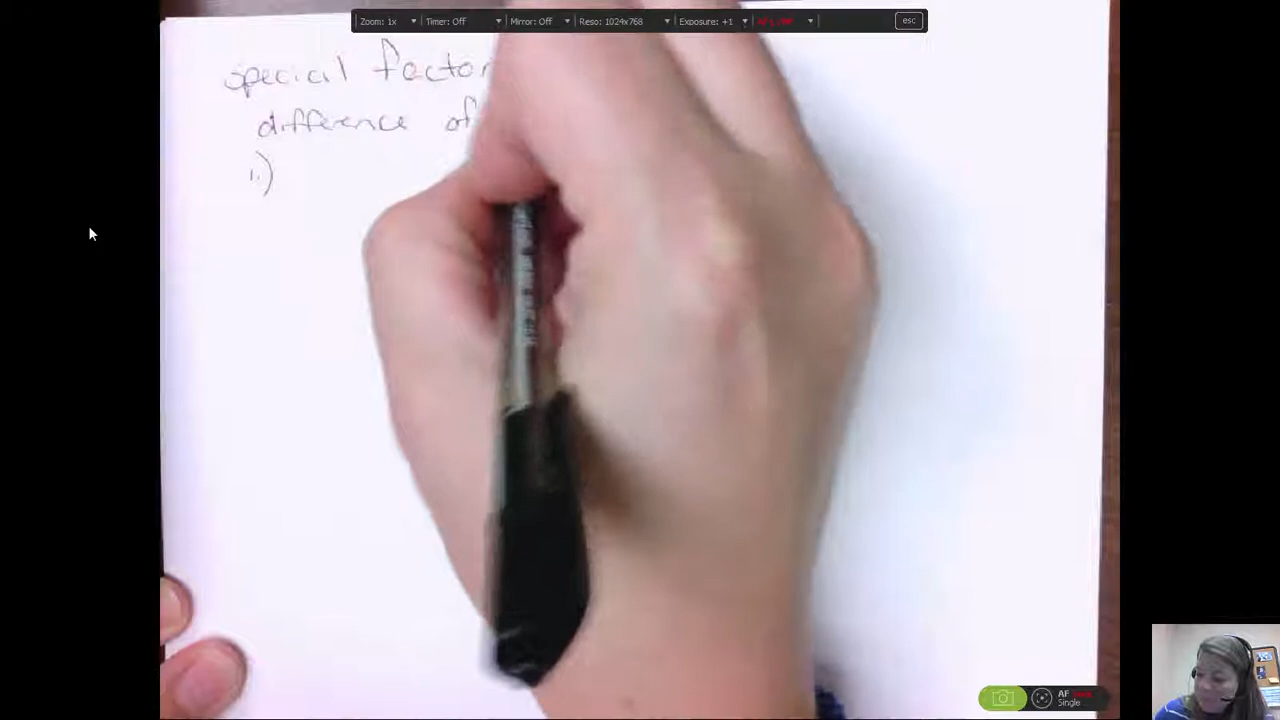 Zoom: 1x Timer: Off Mirror: Off Reso: 1024x768 Exposure: +1 esc
special factor
difference of
1.)
AF
Single